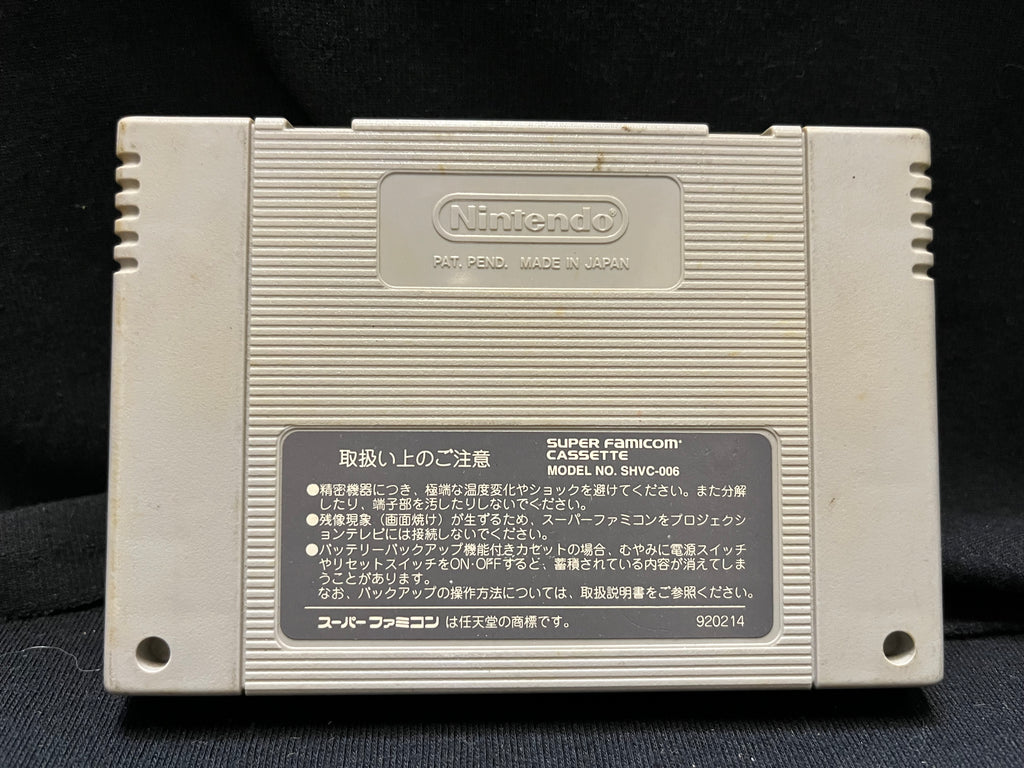 Nintendo®
PAT. PEND. MADE IN JAPAN
取扱い上のご注意
SUPER FAMICOM®
CASSETTE
MODEL NO. SHVC-006
●精密機器につき、極端な温度変化やショックを避けてください。また分解
したり、端子部を汚したりしないでください。
●残像現象（画面焼け）が生ずるため、スーパーファミコンをプロジェクショ
ンテレビには接続しないでください。
●バッテリーバックアップ機能付きカセットの場合、むやみに電源スイッチ
やリセットスイッチをON·OFFすると、蓄積されている内容が消えてしま
うことがあります。
なお、バックアップの操作方法については、取扱説明書をご参照ください。
スーパーファミコン は任天堂の商標です。 920214